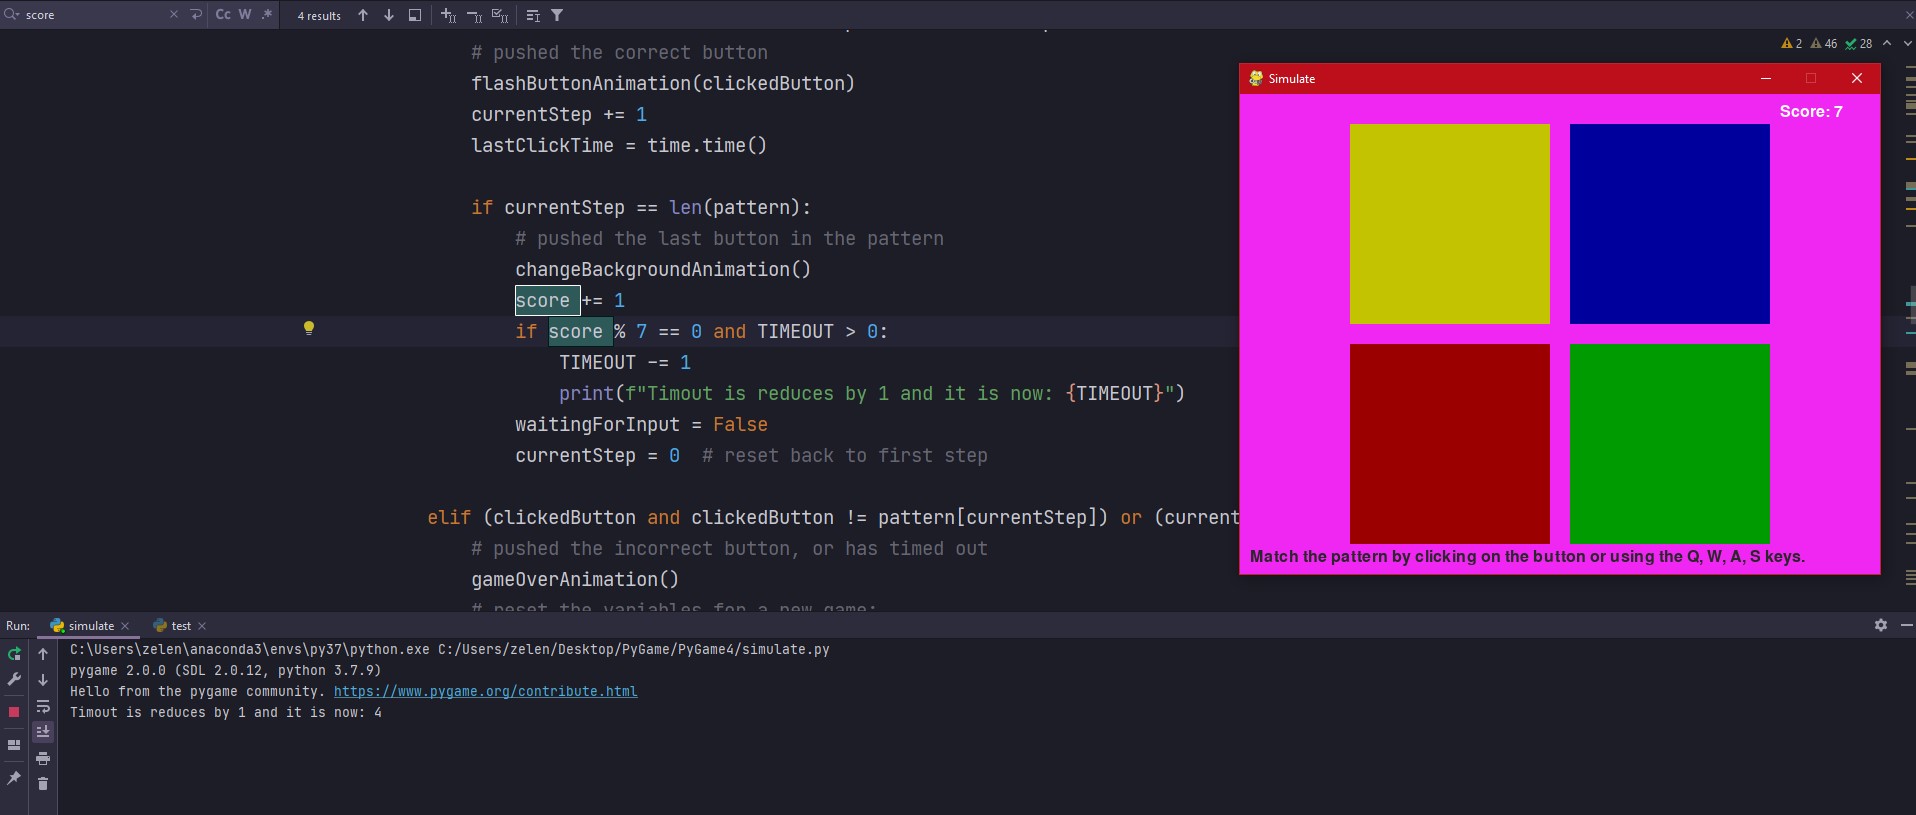 score
Cc W .*
4 results
# pushed the correct button
2 46 28
flashButtonAnimation(clickedButton)
currentStep += 1
lastClickTime = time.time()
if currentStep == len(pattern):
# pushed the last button in the pattern
changeBackgroundAnimation()
score += 1
if score % 7 == 0 and TIMEOUT > 0:
TIMEOUT -= 1
print(f"Timout is reduces by 1 and it is now: {TIMEOUT}")
waitingForInput = False
currentStep = 0  # reset back to first step
elif (clickedButton and clickedButton != pattern[currentStep]) or (current
# pushed the incorrect button, or has timed out
gameOverAnimation()
# reset the variables for a new game:
Simulate
Score: 7
Match the pattern by clicking on the button or using the Q, W, A, S keys.
Run: simulate test
C:\Users\zelen\anaconda3\envs\py37\python.exe C:/Users/zelen/Desktop/PyGame/PyGame4/simulate.py
pygame 2.0.0 (SDL 2.0.12, python 3.7.9)
Hello from the pygame community. https://www.pygame.org/contribute.html
Timout is reduces by 1 and it is now: 4